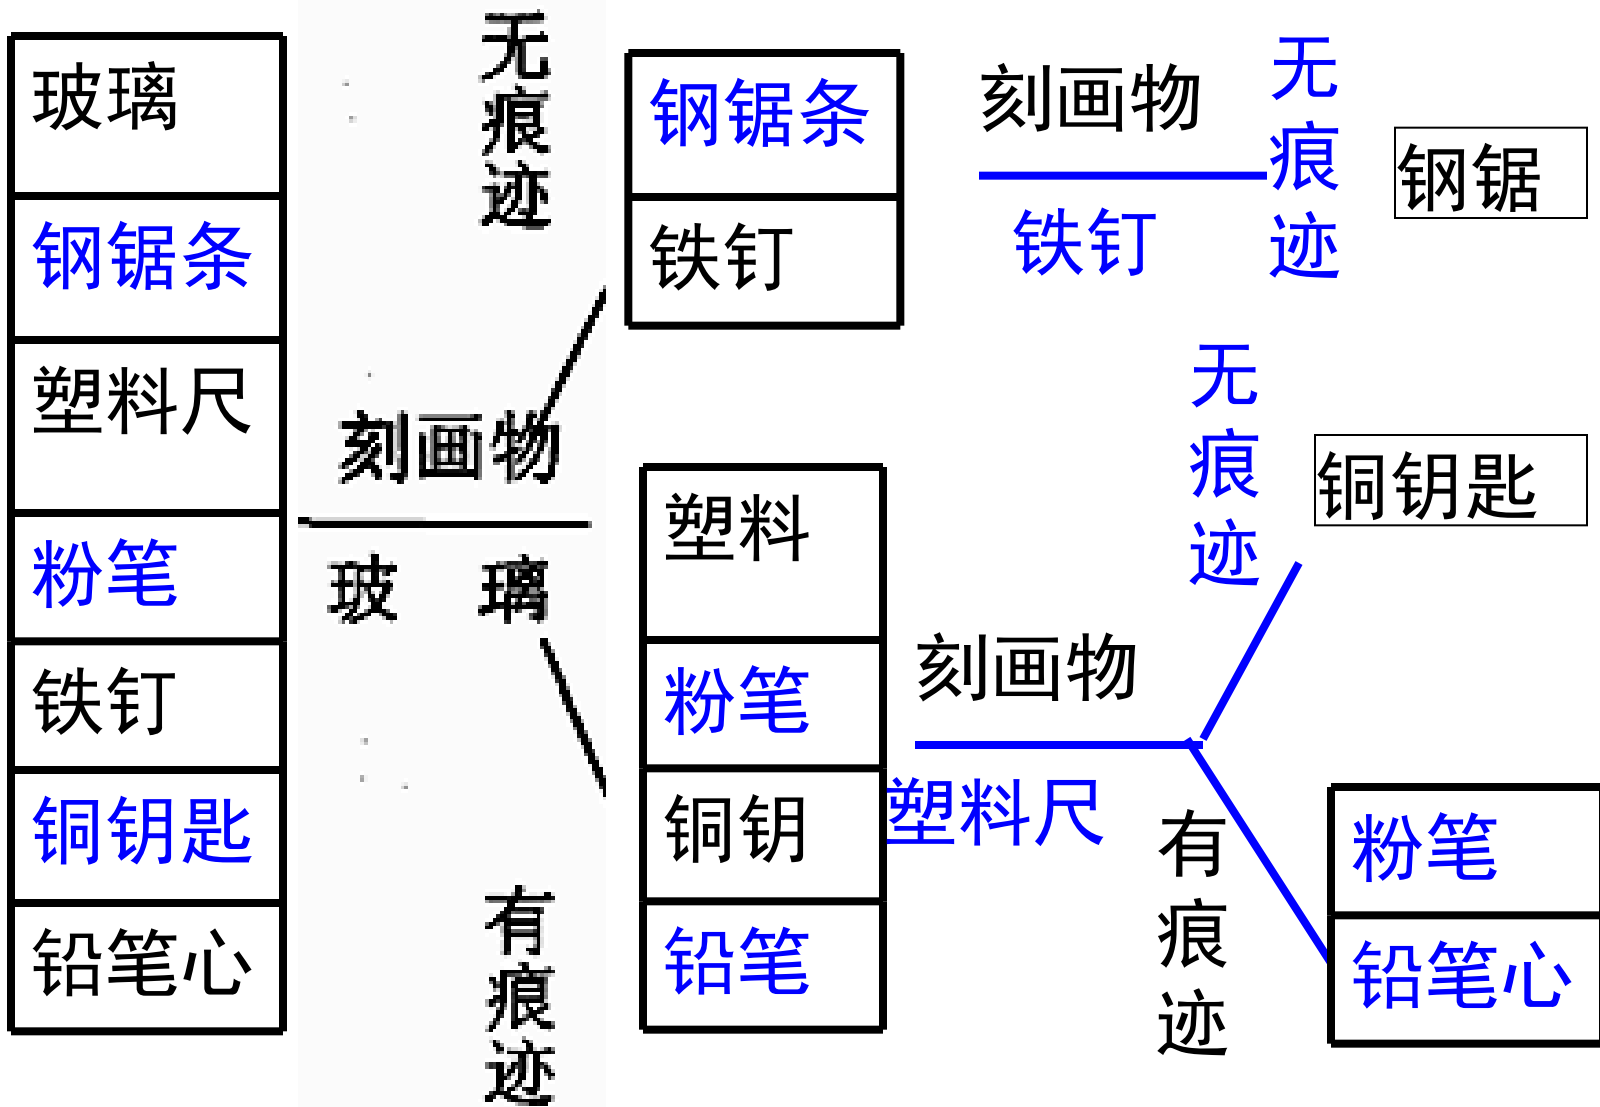 玻璃
钢锯条
塑料尺
粉笔
铁钉
铜钥匙
铅笔心
无痕迹
刻画物
玻 璃
有痕迹
钢锯条
铁钉
塑料
粉笔
铜钥
铅笔
刻画物
铁钉
无痕迹
钢锯
刻画物
塑料尺
无痕迹
铜钥匙
有痕迹
粉笔
铅笔心